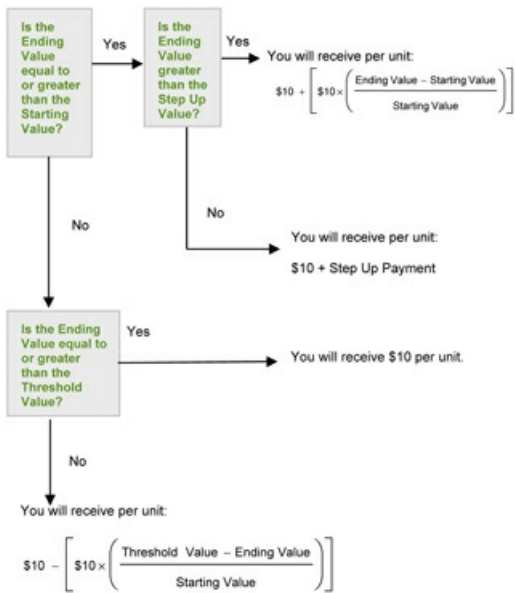 Is the
Ending
Value
equal to
or greater
than the
Starting
Value?
Yes
Is the
Ending
Value
greater
than the
Step Up
Value?
Yes
You will receive per unit:
$10 + [ $10 × ( Ending Value – Starting Value
Starting Value ) ]
No
No
You will receive per unit:
$10 + Step Up Payment
Is the Ending
Value equal to
or greater
than the
Threshold
Value?
Yes
You will receive $10 per unit.
No
You will receive per unit:
$10 – [ $10 × ( Threshold Value – Ending Value
Starting Value ) ]